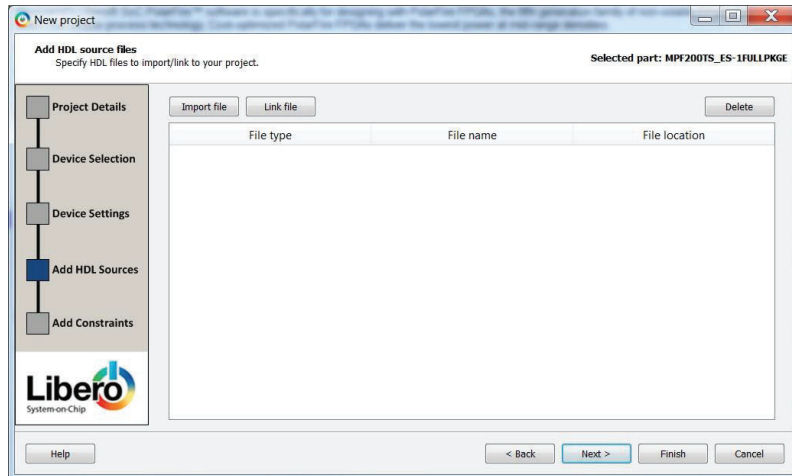 New project
Add HDL source files
Specify HDL files to import/link to your project.
Selected part: MPF200TS_ES-1FULLPKGE
Project Details
Device Selection
Device Settings
Add HDL Sources
Add Constraints
Import file
Link file
Delete
File type
File name
File location
Libero
System-on-Chip
Help
< Back
Next >
Finish
Cancel